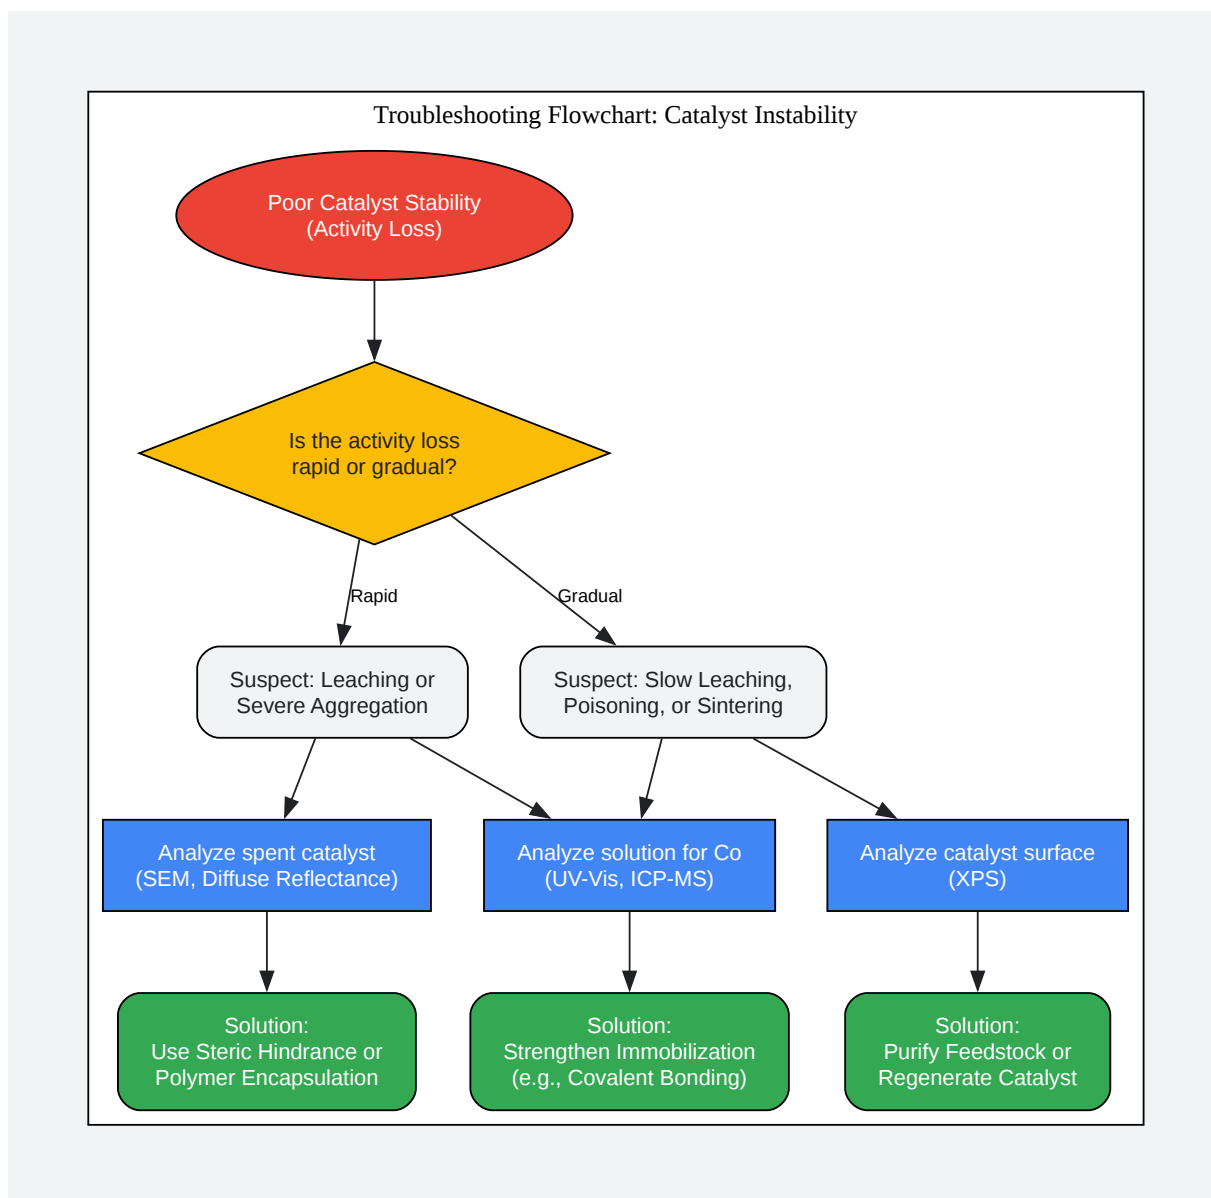 Troubleshooting Flowchart: Catalyst Instability
Poor Catalyst Stability
(Activity Loss)
Is the activity loss
rapid or gradual?
Rapid
Gradual
Suspect: Leaching or
Severe Aggregation
Suspect: Slow Leaching,
Poisoning, or Sintering
Analyze spent catalyst
(SEM, Diffuse Reflectance)
Analyze solution for Co
(UV-Vis, ICP-MS)
Analyze catalyst surface
(XPS)
Solution:
Use Steric Hindrance or
Polymer Encapsulation
Solution:
Strengthen Immobilization
(e.g., Covalent Bonding)
Solution:
Purify Feedstock or
Regenerate Catalyst